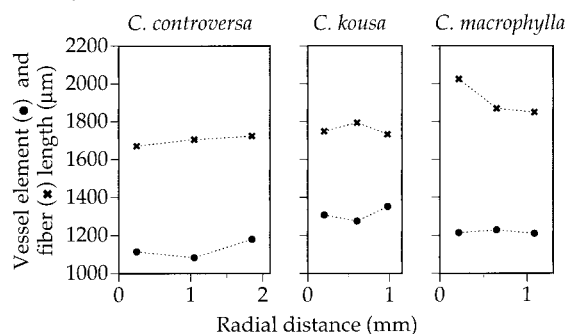 C. controversa C. kousa C. macrophylla
2200
2000
1800
1600
1400
1200
1000
Vessel element (●) and
fiber (✖) length (µm)
0 1 2 0 1 0 1
Radial distance (mm)